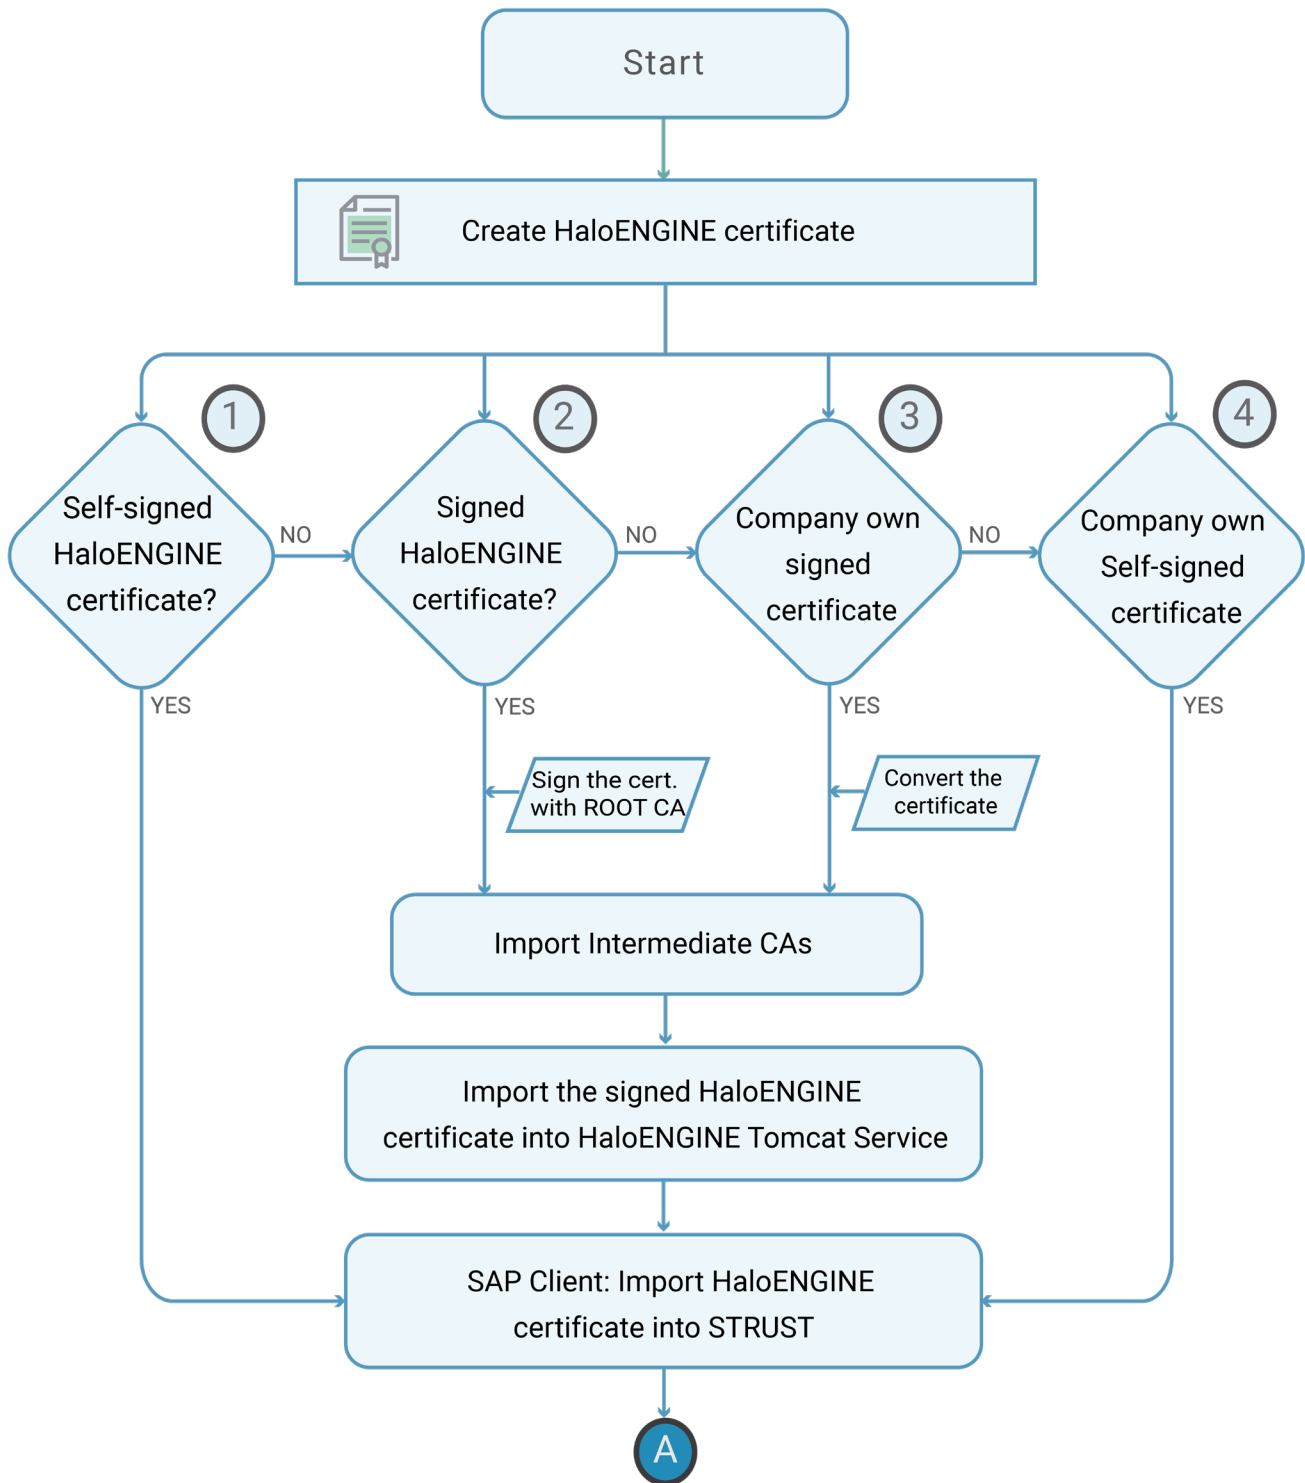 Start
Create HaloENGINE certificate
1
2
3
4
Self-signed
HaloENGINE
certificate?
NO
Signed
HaloENGINE
certificate?
NO
Company own
signed
certificate
NO
Company own
Self-signed
certificate
YES
YES
YES
YES
Sign the cert.
with ROOT CA
Convert the
certificate
Import Intermediate CAs
Import the signed HaloENGINE
certificate into HaloENGINE Tomcat Service
SAP Client: Import HaloENGINE
certificate into STRUST
A